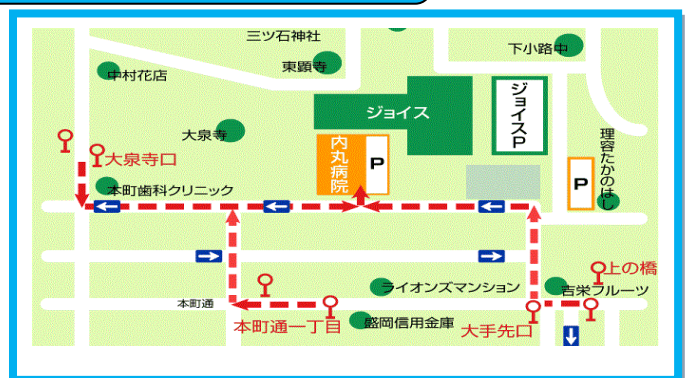 三ツ石神社
下小路中
東顕寺
中村花店
ジョイス
ジョイスP
大泉寺
内丸病院
P
理容たかのはし
大泉寺口
P
本町歯科クリニック
上の橋
ライオンズマンション
吉栄フルーツ
本町通
本町通一丁目
盛岡信用金庫
大手先口